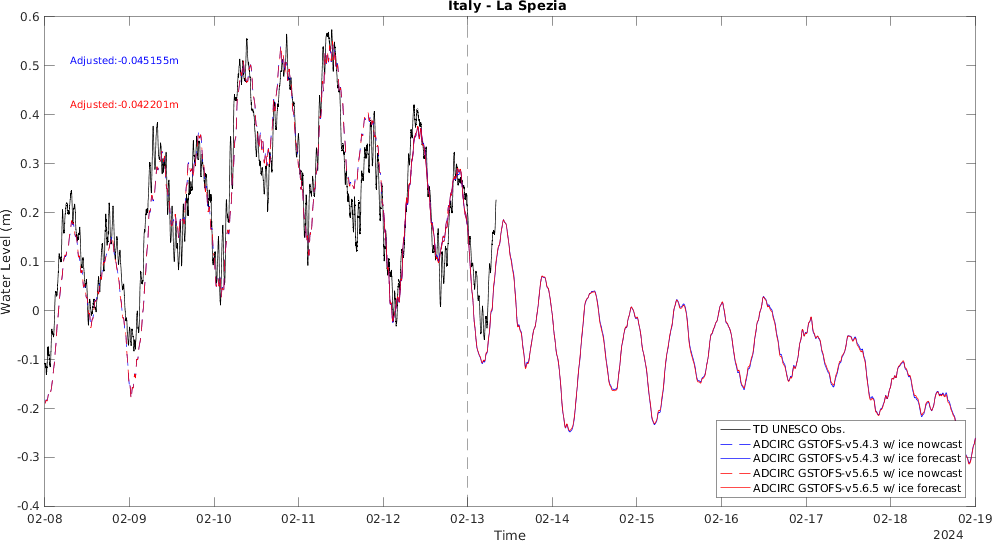 Italy - La Spezia
Adjusted:-0.045155m
Adjusted:-0.042201m
Water Level (m)
0.6
0.5
0.4
0.3
0.2
0.1
0
-0.1
-0.2
-0.3
-0.4
TD UNESCO Obs.
ADCIRC GSTOFS-v5.4.3 w/ ice nowcast
ADCIRC GSTOFS-v5.4.3 w/ ice forecast
ADCIRC GSTOFS-v5.6.5 w/ ice nowcast
ADCIRC GSTOFS-v5.6.5 w/ ice forecast
02-08 02-09 02-10 02-11 02-12 02-13 02-14 02-15 02-16 02-17 02-18 02-19
Time
2024